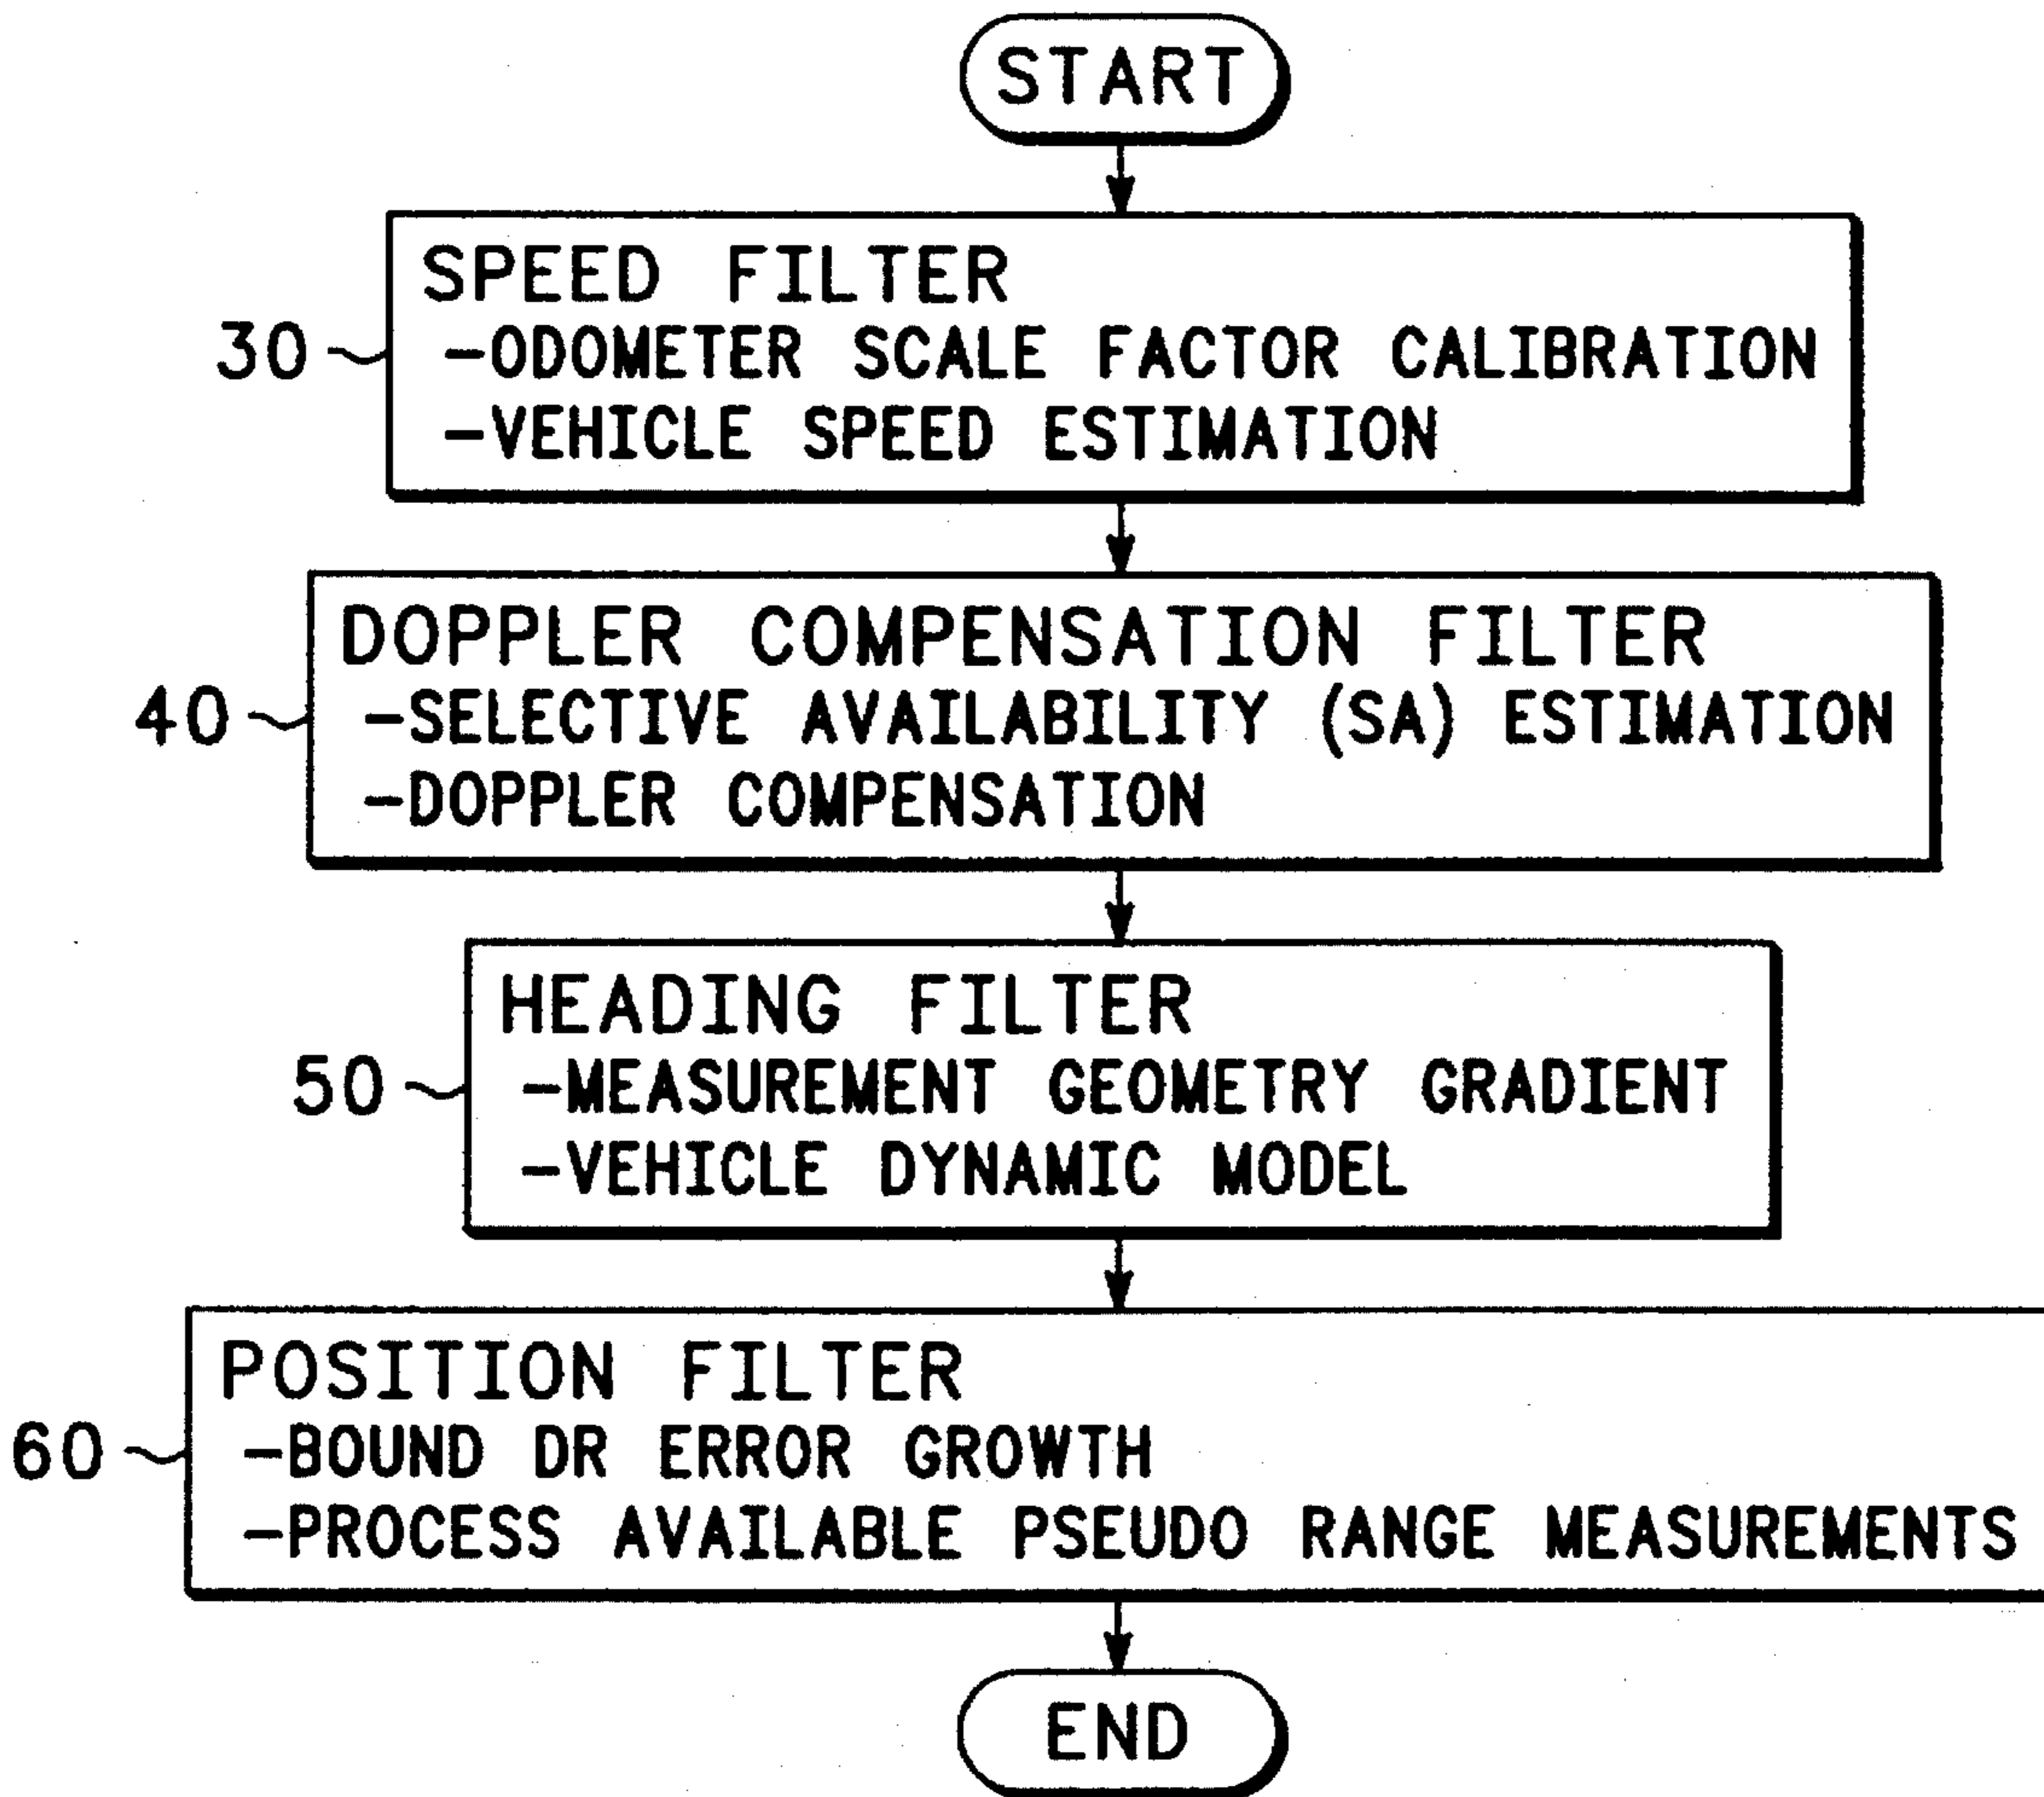 START
SPEED FILTER
30
-ODOMETER SCALE FACTOR CALIBRATION
-VEHICLE SPEED ESTIMATION
DOPPLER COMPENSATION FILTER
40
-SELECTIVE AVAILABILITY (SA) ESTIMATION
-DOPPLER COMPENSATION
HEADING FILTER
50
-MEASUREMENT GEOMETRY GRADIENT
-VEHICLE DYNAMIC MODEL
POSITION FILTER
60
-BOUND DR ERROR GROWTH
-PROCESS AVAILABLE PSEUDO RANGE MEASUREMENTS
END